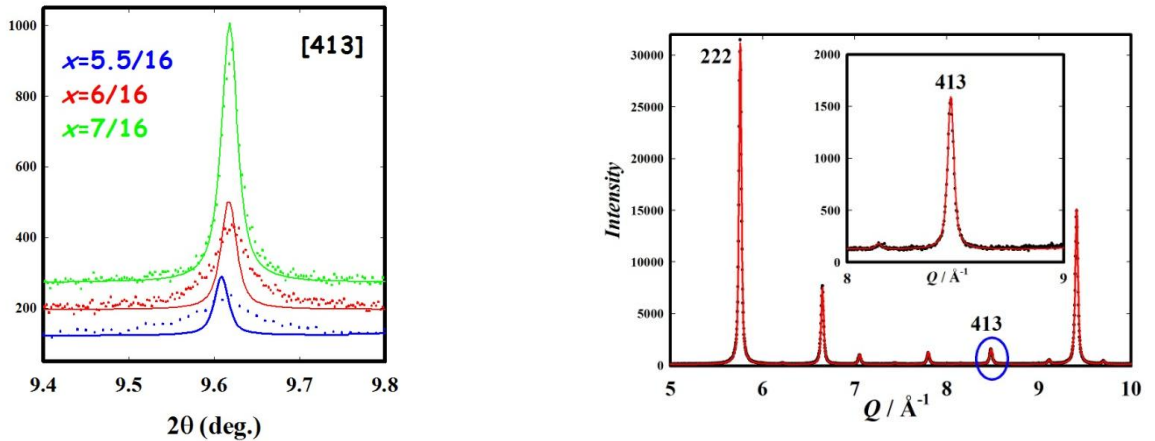 1000
800
600
400
200
[413]
x=5.5/16
x=6/16
x=7/16
9.4 9.5 9.6 9.7 9.8
2θ (deg.)
30000
25000
20000
15000
10000
5000
0
Intensity
222
413
2000
1500
1000
500
0
8 Q / Å-1 9
413
5 6 7 8 9 10
Q / Å-1